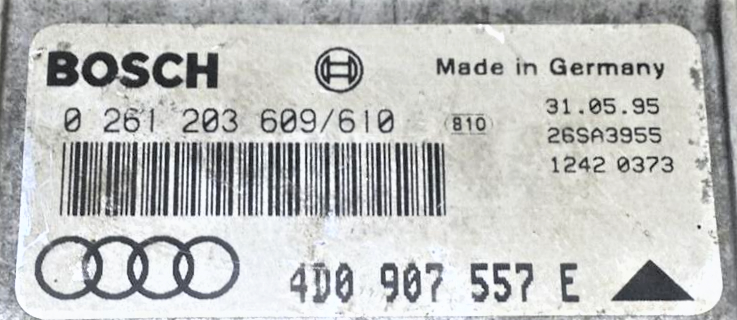 BOSCH
Made in Germany
0 261 203 609/610
810
31.05.95
26SA3955
1242 0373
4D0 907 557 E